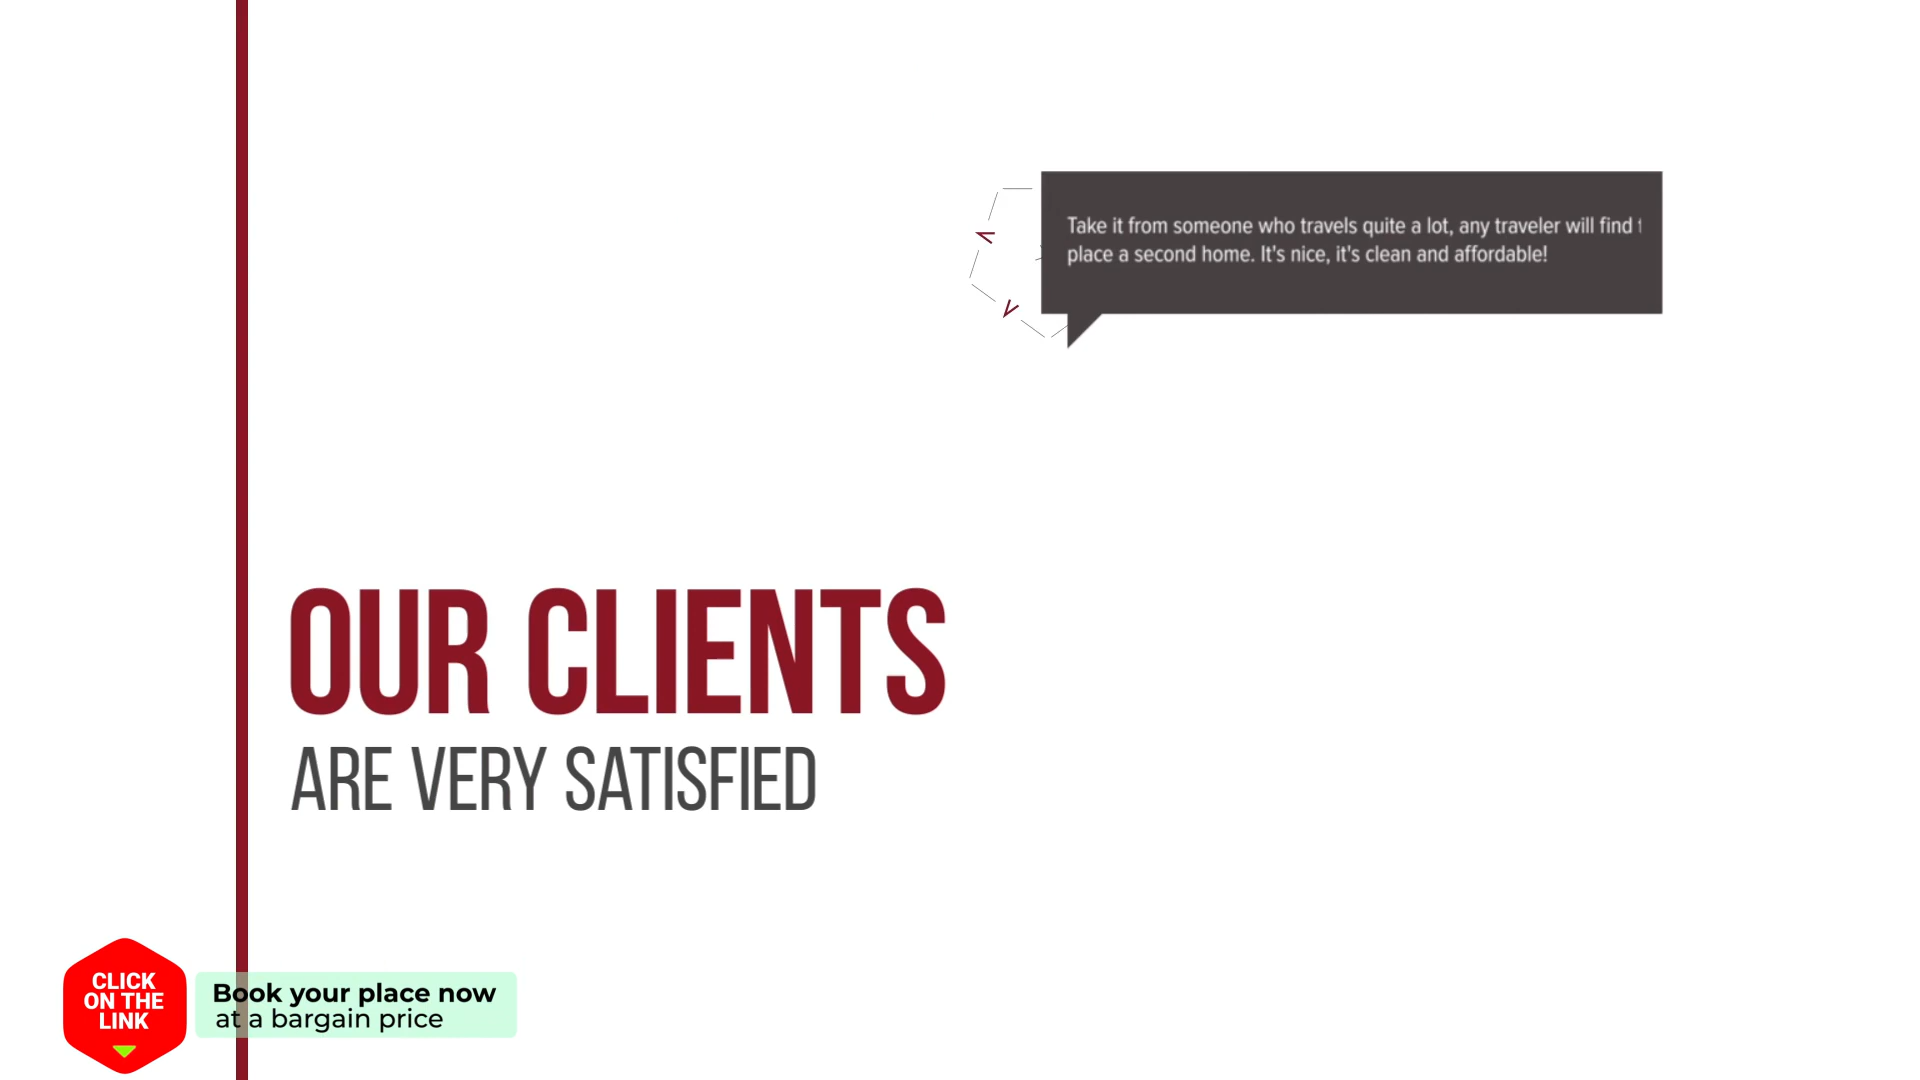 Take it from someone who travels quite a lot, any traveler will find
place a second home. It's nice, it's clean and affordable!
OUR CLIENTS
ARE VERY SATISFIED
CLICK
ON THE
LINK
Book your place now
at a bargain price